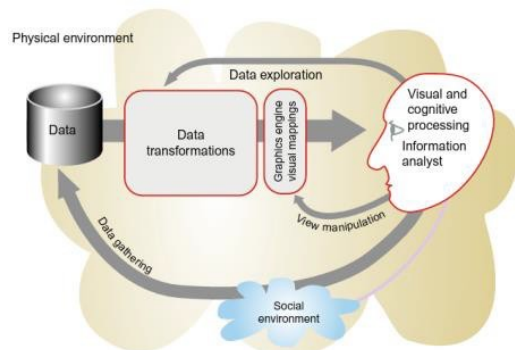 Physical environment
Data exploration
Data
Data
transformations
Graphics engine
visual mappings
Visual and
cognitive
processing
Information
analyst
View manipulation
Data gathering
Social
environment